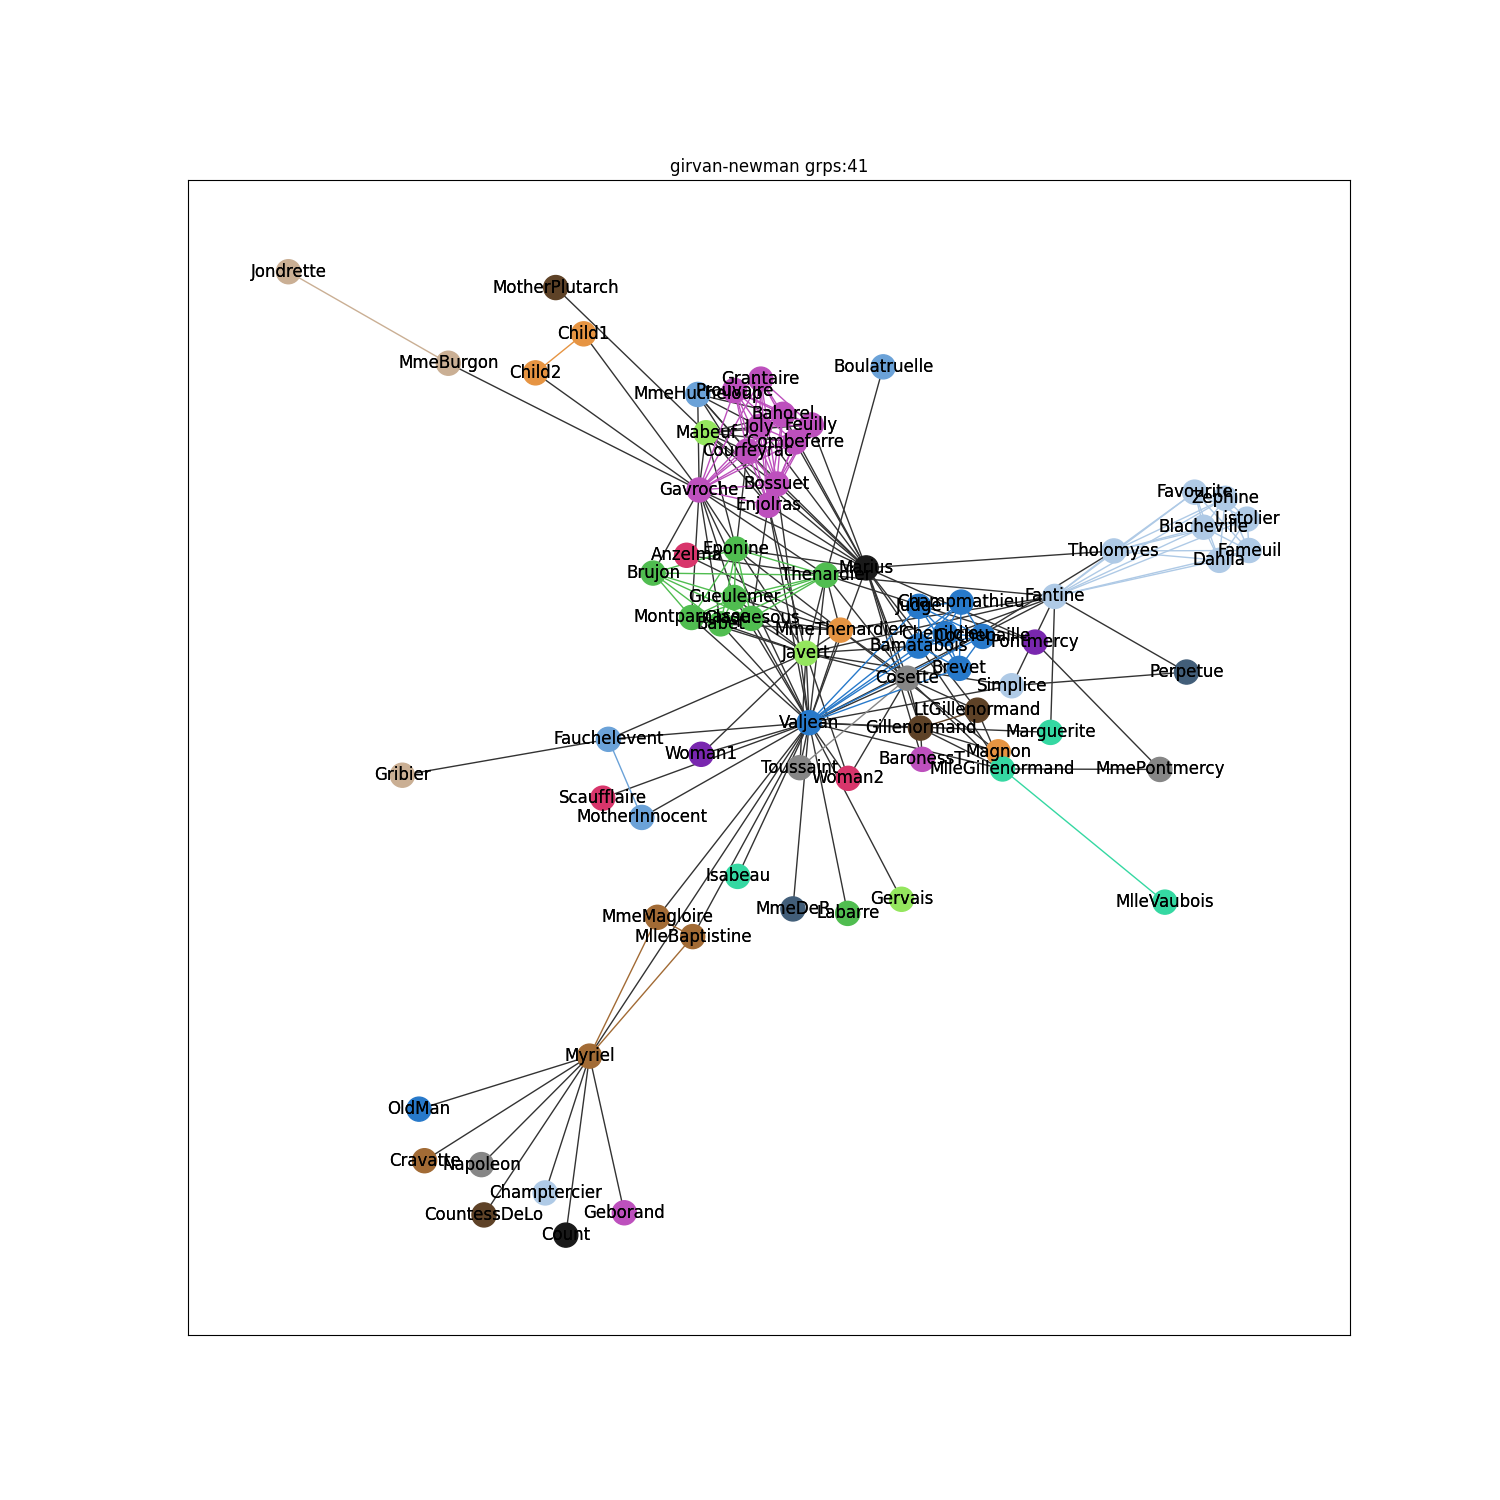 girvan-newman grps:41
Jondrette
MotherPlutarch
Child1
MmeBurgon
Child2
Boulatruelle
Grantaire
Prouvaire
MmeHucheloup
Bahorel
Feuilly
Joly
Mabeuf
Combeferre
Courfeyrac
Bossuet
Gavroche
Enjolras
Favourite
Zephine
Listolier
Blacheville
Tholomyes
Fameuil
Dahlia
Eponine
Anzelma
Brujon
Thenardier
Marius
Fantine
Gueulemer
Champmathieu
Judge
Montparnasse
Claquesous
Babet
MmeThenardier
Chenildieu
Cochepaille
Pontmercy
Bamatabois
Javert
Brevet
Perpetue
Cosette
Simplice
LtGillenormand
Valjean
Gillenormand
Marguerite
Fauchelevent
Woman1
Magnon
BaronessT
MlleGillenormand
MmePontmercy
Gribier
Toussaint
Woman2
Scaufflaire
MotherInnocent
Isabeau
Gervais
MlleVaubois
MmeDeR
Labarre
MmeMagloire
MlleBaptistine
Myriel
OldMan
Cravatte
Napoleon
Champtercier
CountessDeLo
Geborand
Count